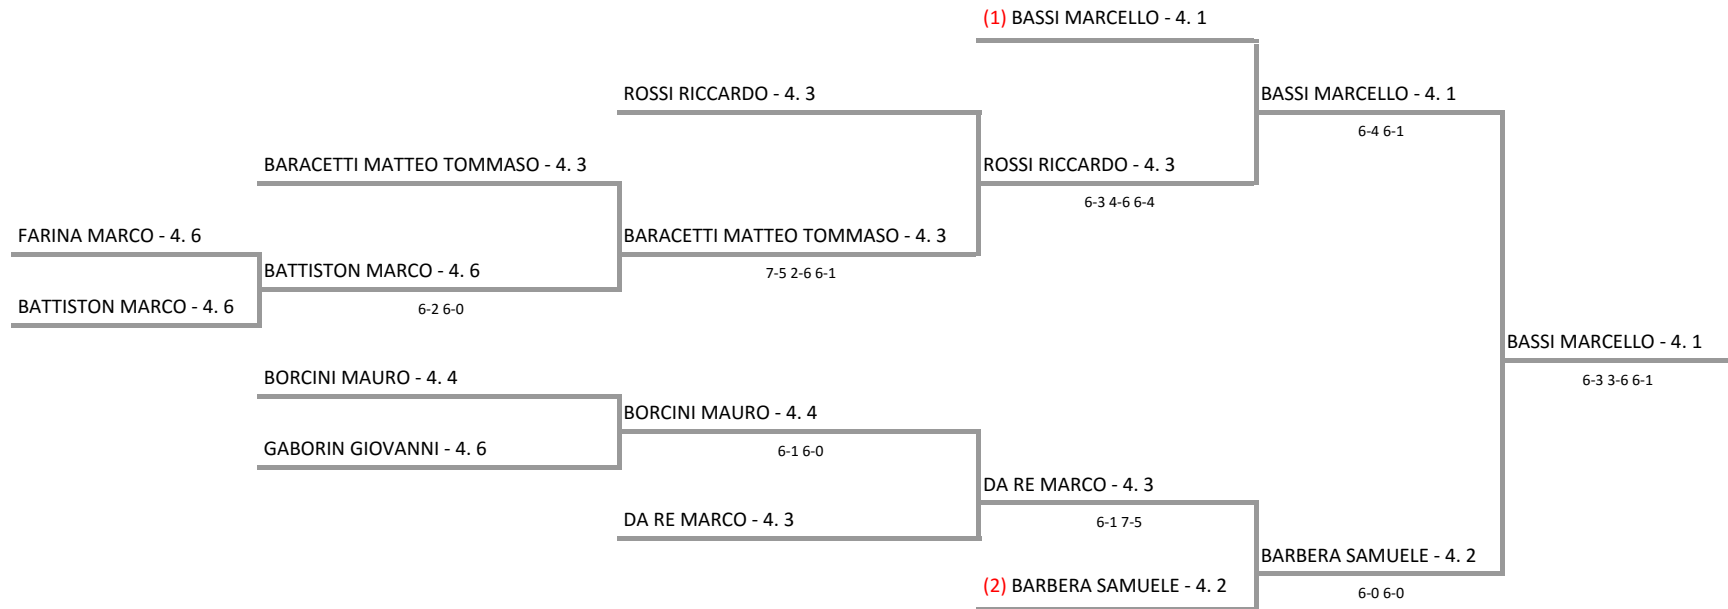 (1) BASSI MARCELLO - 4. 1
ROSSI RICCARDO - 4. 3
BASSI MARCELLO - 4. 1
6-4 6-1
BARACETTI MATTEO TOMMASO - 4. 3
ROSSI RICCARDO - 4. 3
6-3 4-6 6-4
FARINA MARCO - 4. 6
BARACETTI MATTEO TOMMASO - 4. 3
BATTISTON MARCO - 4. 6
7-5 2-6 6-1
BATTISTON MARCO - 4. 6
6-2 6-0
BASSI MARCELLO - 4. 1
BORCINI MAURO - 4. 4
6-3 3-6 6-1
BORCINI MAURO - 4. 4
GABORIN GIOVANNI - 4. 6
6-1 6-0
DA RE MARCO - 4. 3
DA RE MARCO - 4. 3
6-1 7-5
BARBERA SAMUELE - 4. 2
(2) BARBERA SAMUELE - 4. 2
6-0 6-0